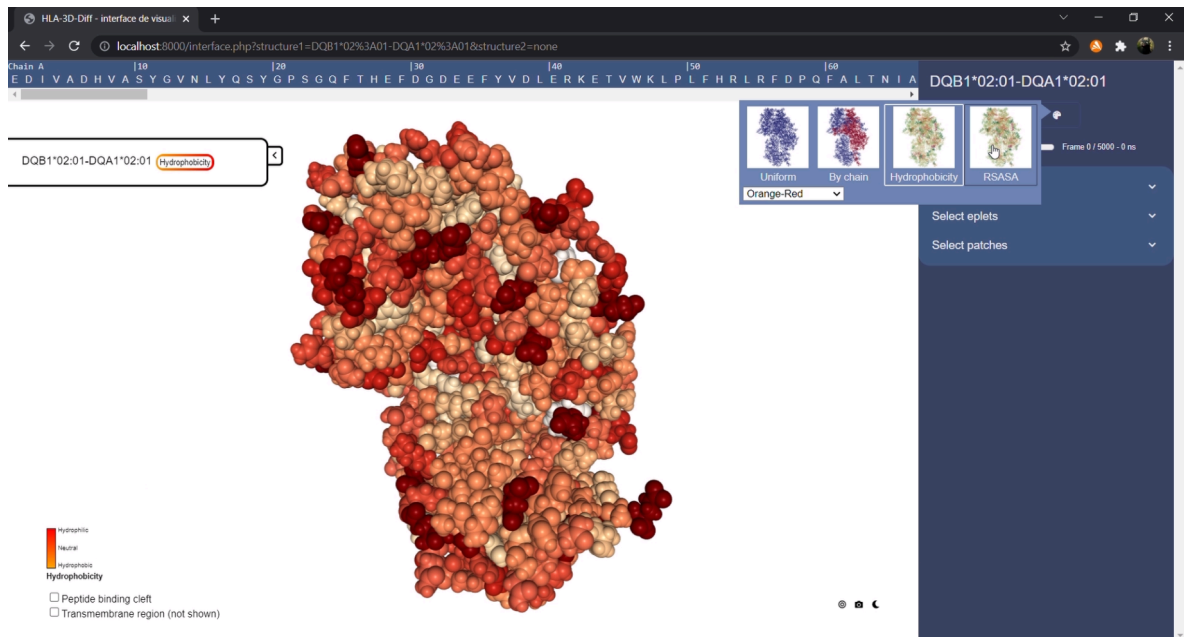 HLA-3D-Diff - interface de visuali
localhost:8000/interface.php?structure1=DQB1*02%3A01-DQA1*02%3A01&structure2=none
Chain A |10 |20 |30 |40 |50 |60
E D I V A D H V A S Y G V N L Y Q S Y G P S G Q F T H E F D G D E E F Y V D L E R K E T V W K L P L F H R L R F D P Q F A L T N I A
DQB1*02:01-DQA1*02:01
Frame 0 / 5000 - 0 ns
DQB1*02:01-DQA1*02:01 Hydrophobicity
Uniform By chain Hydrophobicity RSASA
Orange-Red
Select eplets
Select patches
Hydrophilic
Neutral
Hydrophobic
Hydrophobicity
Peptide binding cleft
Transmembrane region (not shown)